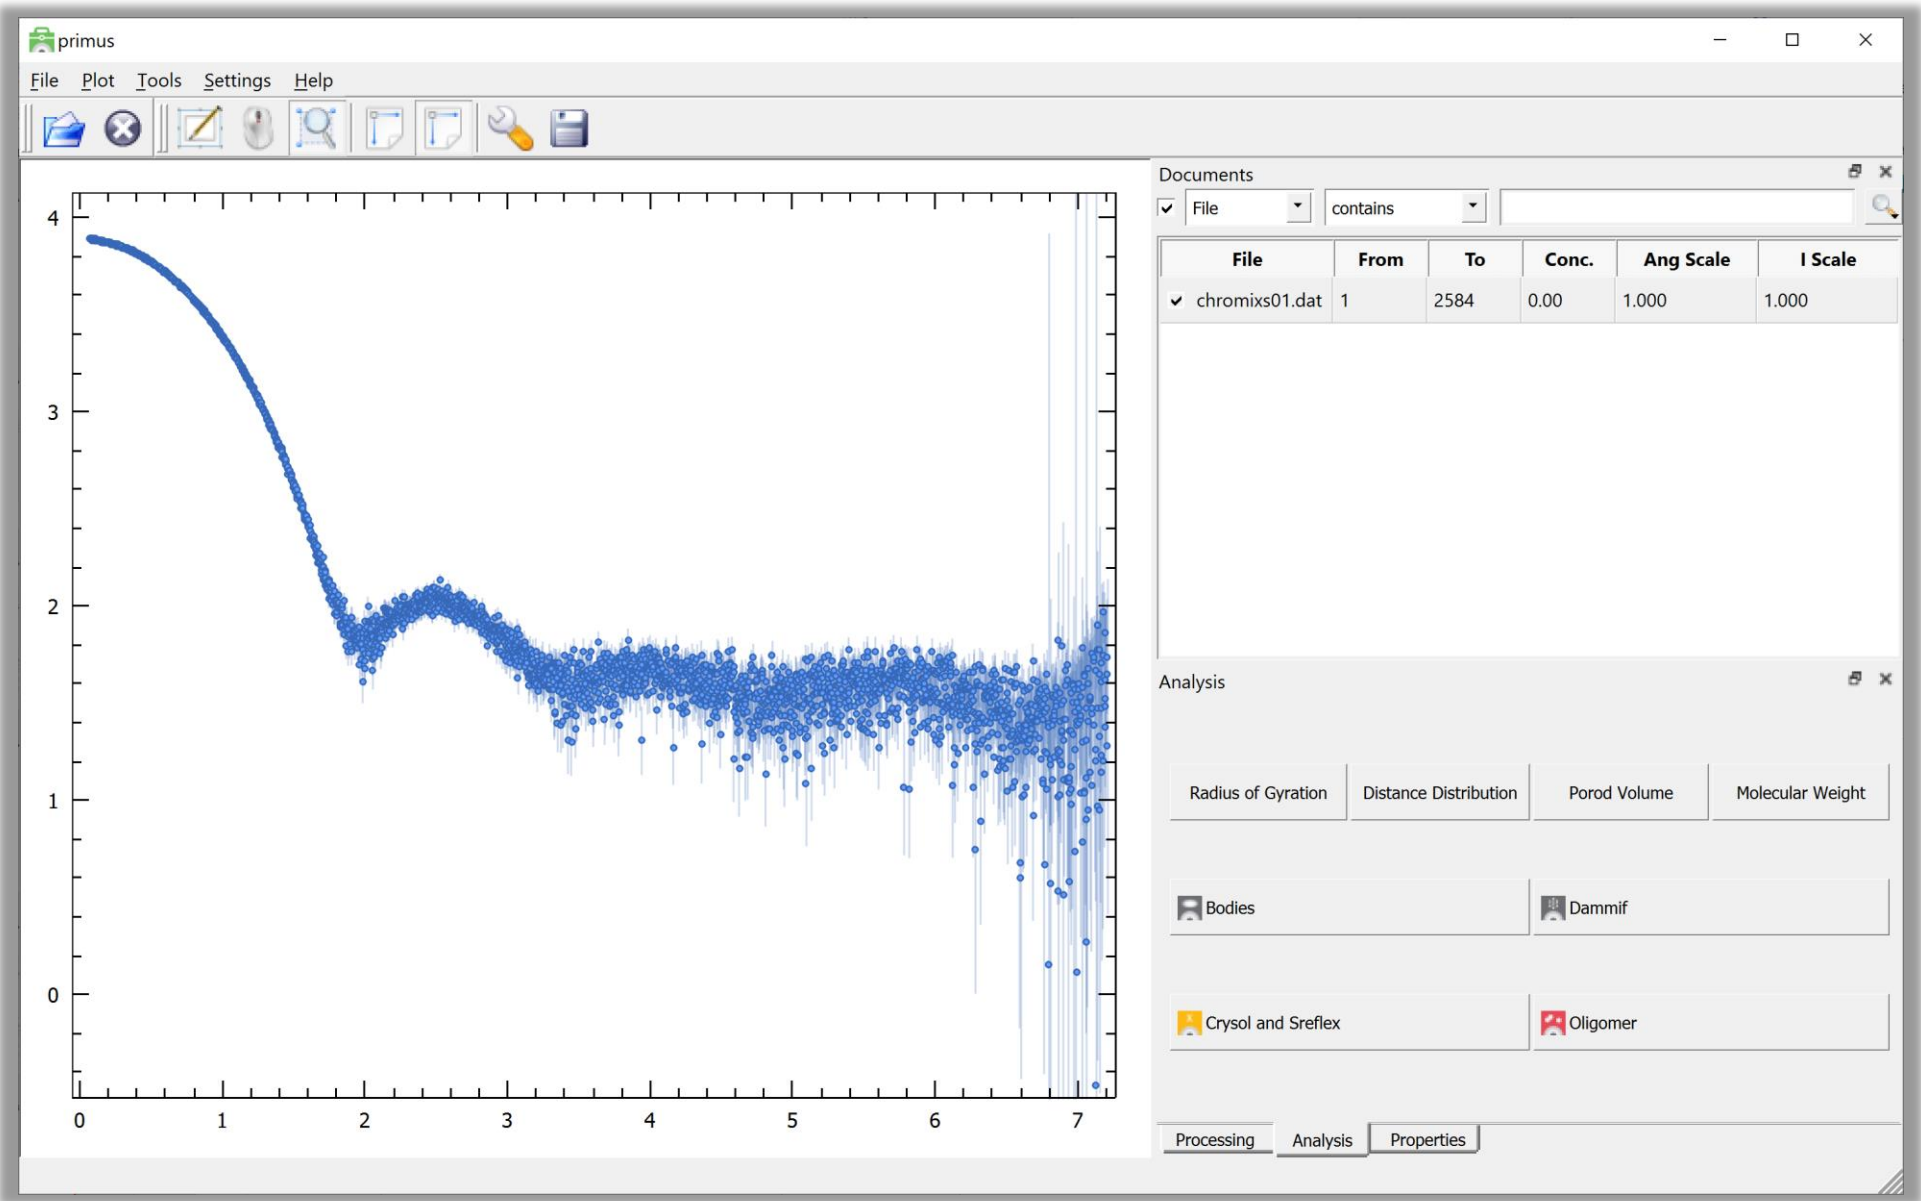 primus
File Plot Tools Settings Help
4
3
2
1
0
0 1 2 3 4 5 6 7
Documents
File contains
File From To Conc. Ang Scale I Scale
chromixs01.dat 1 2584 0.00 1.000 1.000
Analysis
Radius of Gyration Distance Distribution Porod Volume Molecular Weight
Bodies Dammif
Crysol and Sreflex Oligomer
Processing Analysis Properties